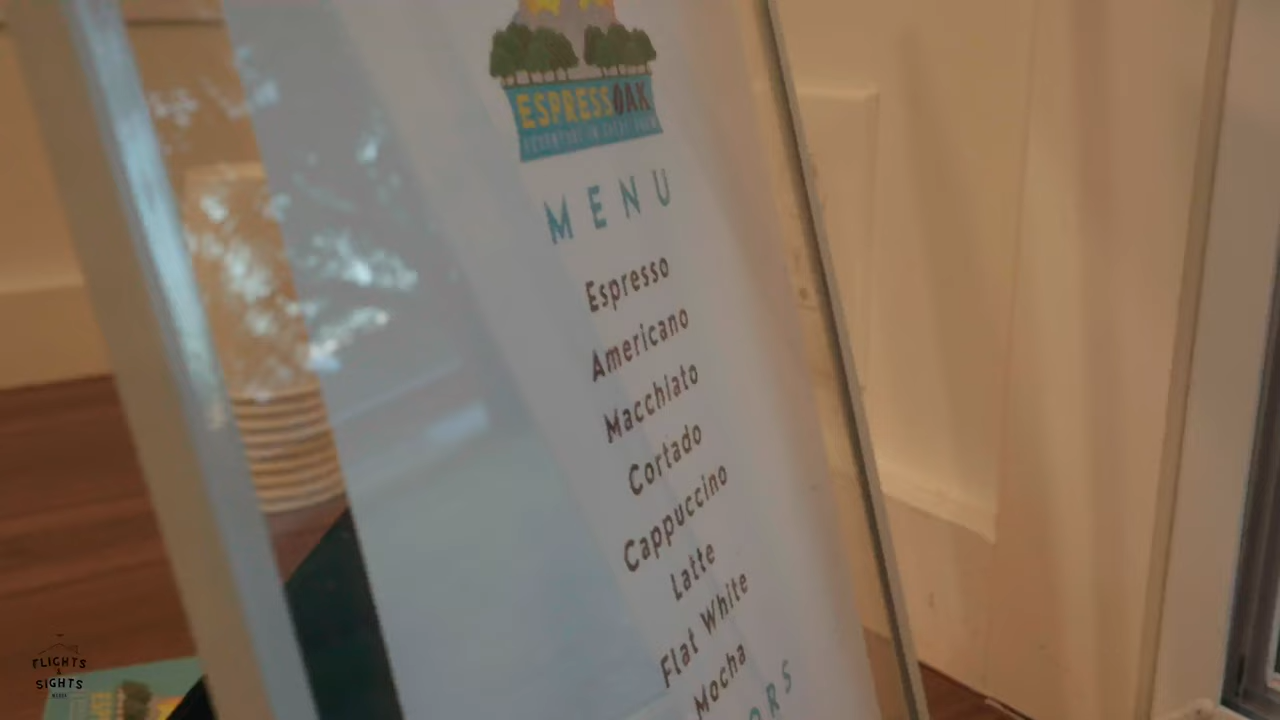 ESPRESSOAK
MENU
Espresso
Americano
Macchiato
Cortado
Cappuccino
Latte
Flat White
Mocha
FLIGHTS
&
SIGHTS